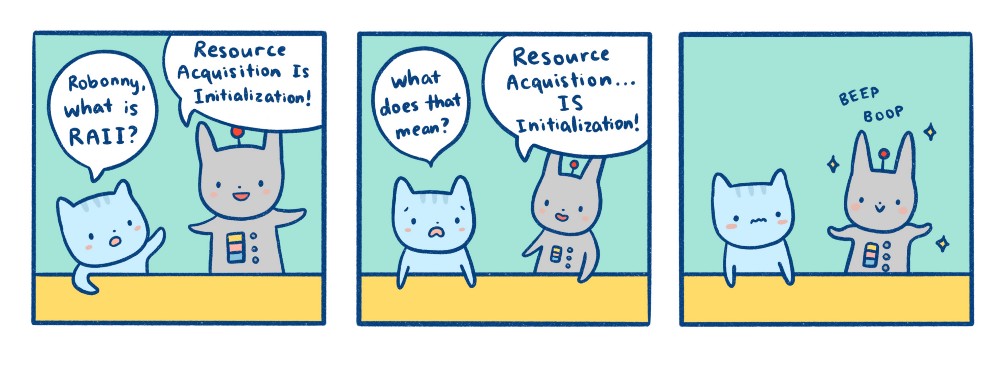 Robonny,
what is
RAII?
Resource
Acquisition Is
Initialization!
What
does that
mean?
Resource
Acquistion...
IS
Initialization!
BEEP
BOOP